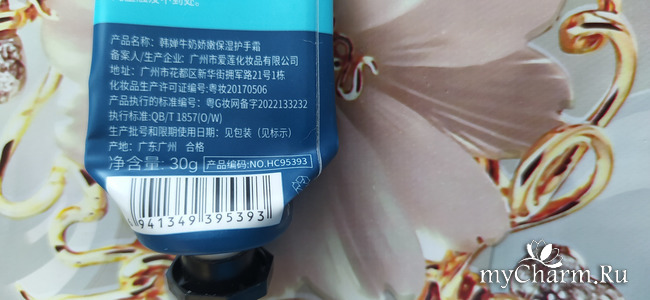 产品名称：韩婵牛奶娇嫩保湿护手霜
备案人/生产企业：广州市爱莲化妆品有限公司
地址：广州市花都区新华街拥军路21号1栋
化妆品生产许可证编号:粤妆20170506
产品执行的标准编号：粤G妆网备字2022133232
执行标准:QB/T 1857(O/W)
生产批号和限期使用日期：见包装（见标示）
产地：广东广州 合格
净含量: 30g 产品编码:NO.HC95393
6 941349 395393
myCharm.Ru